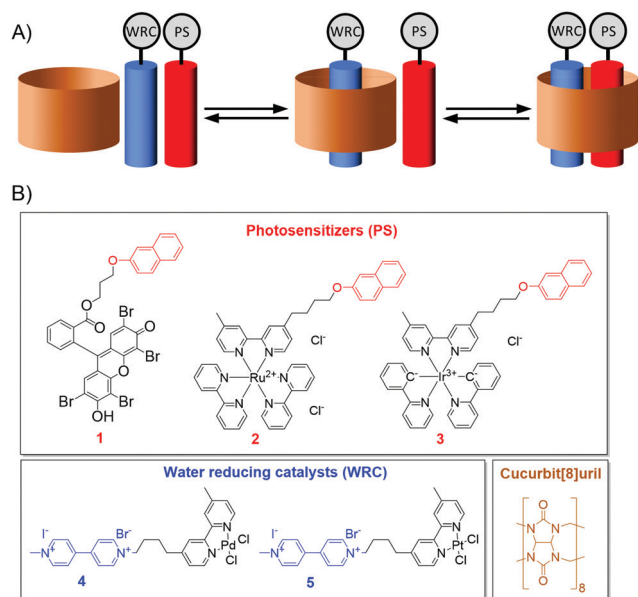 A)
WRC PS WRC PS WRC PS
B)
Photosensitizers (PS)
O
O
O
Br
O
Br
O
Br
OH
Br
1
O
N
N
Cl⁻
N
Ru²⁺
N
N
N
Cl⁻
2
O
N
N
Cl⁻
C⁻
Ir³⁺
C⁻
N
N
3
Water reducing catalysts (WRC)
I⁻
N⁺
Br⁻
N⁺
N
Pd
Cl
N
Cl
4
I⁻
N⁺
Br⁻
N⁺
N
Pt
Cl
N
Cl
5
Cucurbit[8]uril
O
N N
N N
O
8